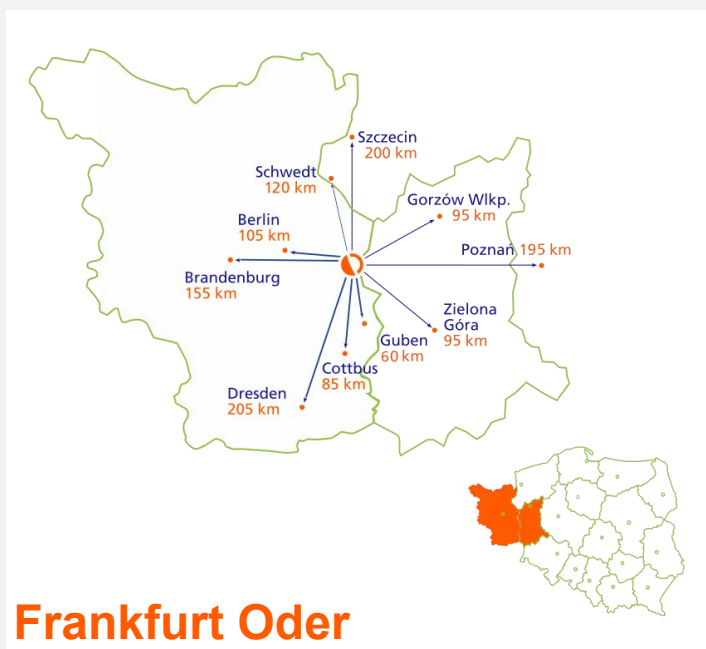 Szczecin
200 km
Schwedt
120 km
Gorzów Wlkp.
95 km
Berlin
105 km
Poznań 195 km
Brandenburg
155 km
Zielona
Góra
95 km
Guben
60 km
Cottbus
85 km
Dresden
205 km
Frankfurt Oder